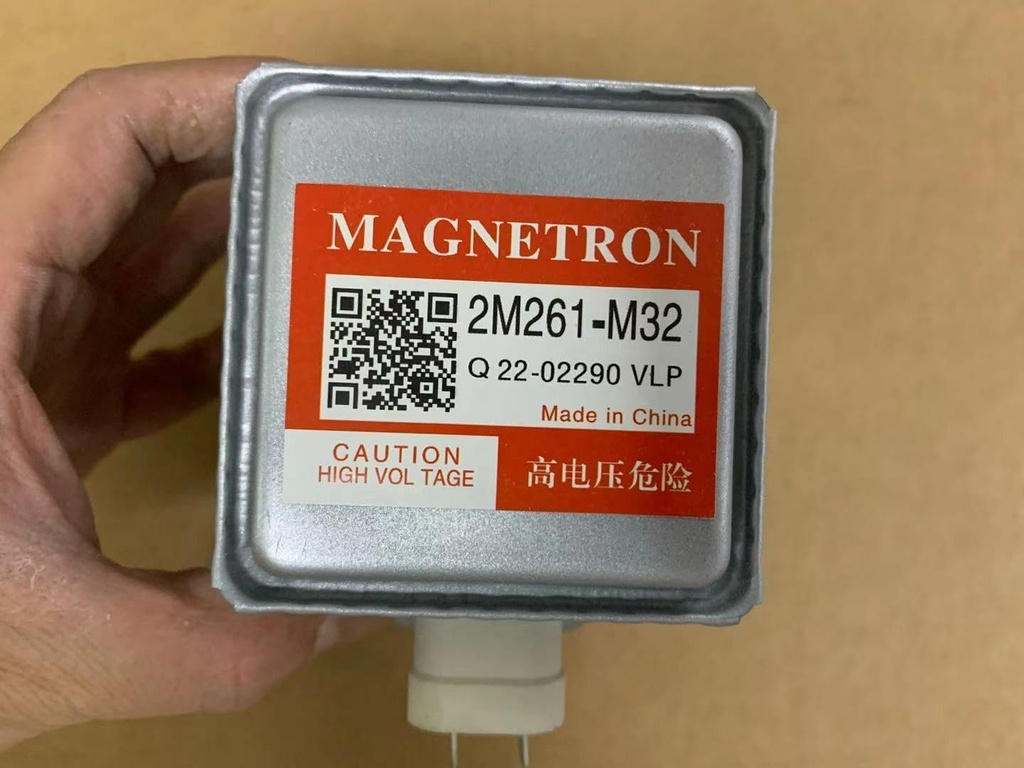 MAGNETRON
2M261-M32
Q 22-02290 VLP
Made in China
CAUTION
HIGH VOL TAGE
高电压危险